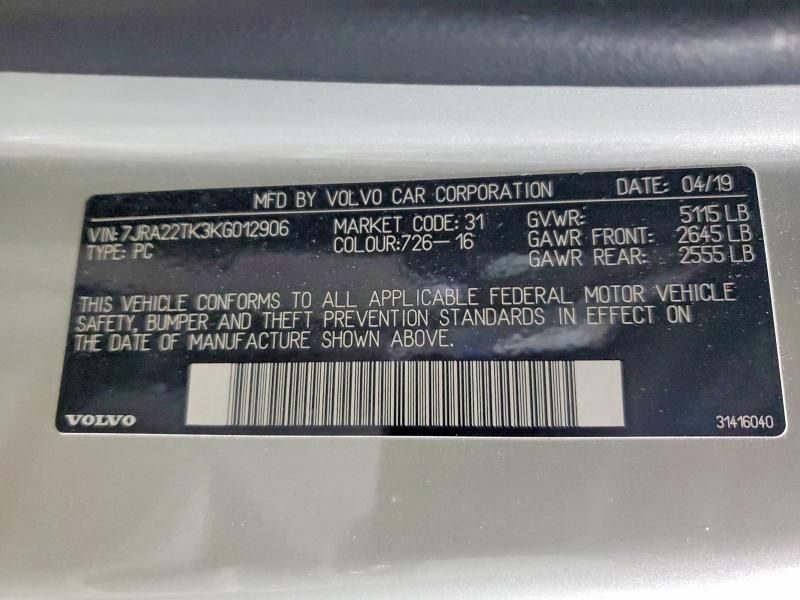 MFD BY VOLVO CAR CORPORATION DATE: 04/19
VIN:7JRA22TK3KG012906 MARKET CODE: 31 GVWR: 5115 LB
TYPE: PC COLOUR:726-16 GAWR FRONT: 2645 LB
GAWR REAR: 2555 LB
THIS VEHICLE CONFORMS TO ALL APPLICABLE FEDERAL MOTOR VEHICLE
SAFETY, BUMPER AND THEFT PREVENTION STANDARDS IN EFFECT ON
THE DATE OF MANUFACTURE SHOWN ABOVE.
VOLVO 31416040